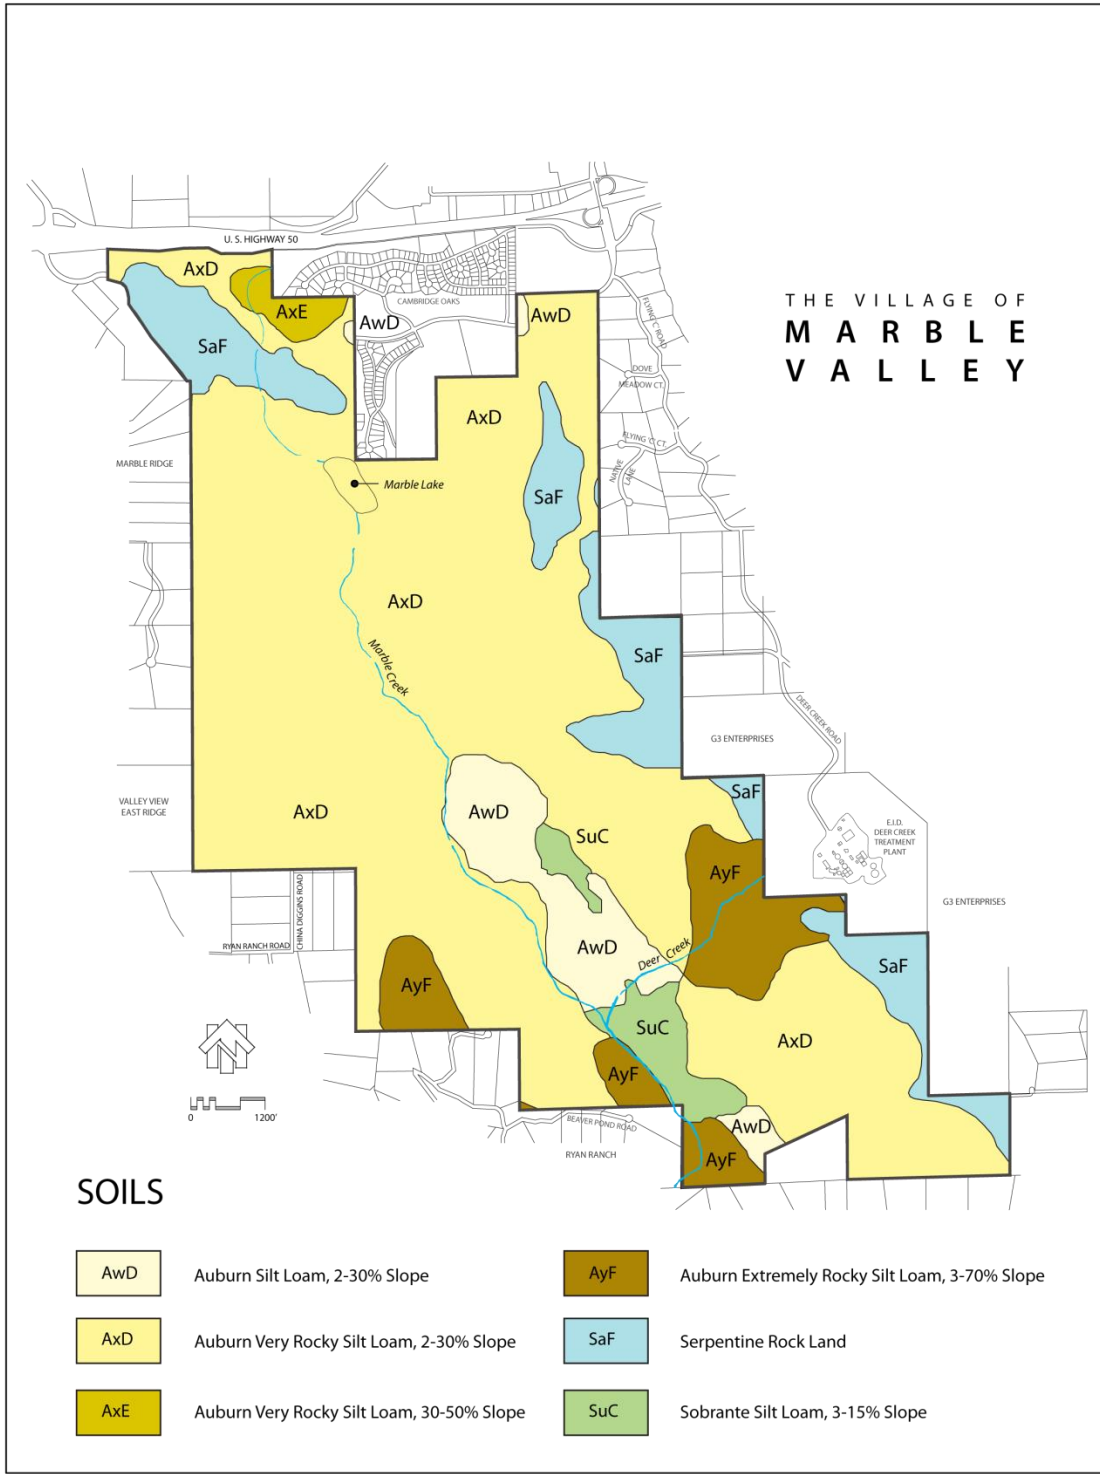 U. S. HIGHWAY 50
AxD
AxE
CAMBRIDGE OAKS
AwD
AwD
SaF
THE VILLAGE OF
MARBLE
VALLEY
FLYING 'C' ROAD
DOVE
MEADOW CT.
AxD
FLYING 'C' CT.
NATIVE
LANE
MARBLE RIDGE
Marble Lake
SaF
AxD
Marble Creek
SaF
DEER CREEK ROAD
G3 ENTERPRISES
VALLEY VIEW
EAST RIDGE
AxD
AwD
SuC
SaF
E.I.D.
DEER CREEK
TREATMENT
PLANT
AyF
G3 ENTERPRISES
CHINA DIGGINS ROAD
RYAN RANCH ROAD
AwD
Deer Creek
SaF
AyF
SuC
AxD
N
AyF
0 1200'
BEAVER POND ROAD
RYAN RANCH
AwD
AyF
SOILS
AwD Auburn Silt Loam, 2-30% Slope
AxD Auburn Very Rocky Silt Loam, 2-30% Slope
AxE Auburn Very Rocky Silt Loam, 30-50% Slope
AyF Auburn Extremely Rocky Silt Loam, 3-70% Slope
SaF Serpentine Rock Land
SuC Sobrante Silt Loam, 3-15% Slope